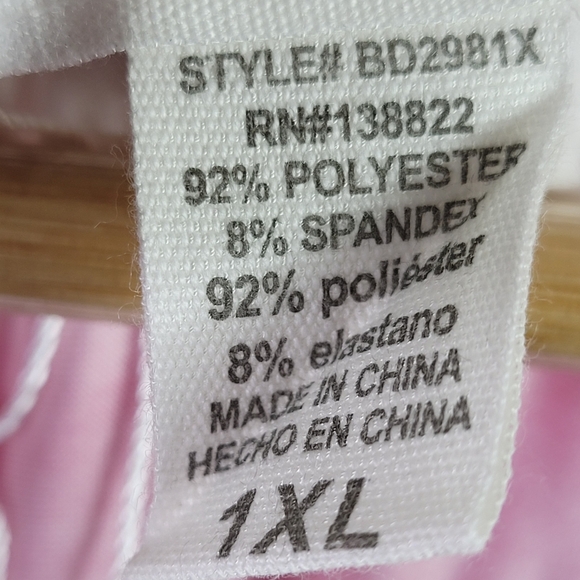 STYLE# BD2981X
RN#138822
92% POLYESTER
8% SPANDEX
92% poliéster
8% elastano
MADE IN CHINA
HECHO EN CHINA
1XL